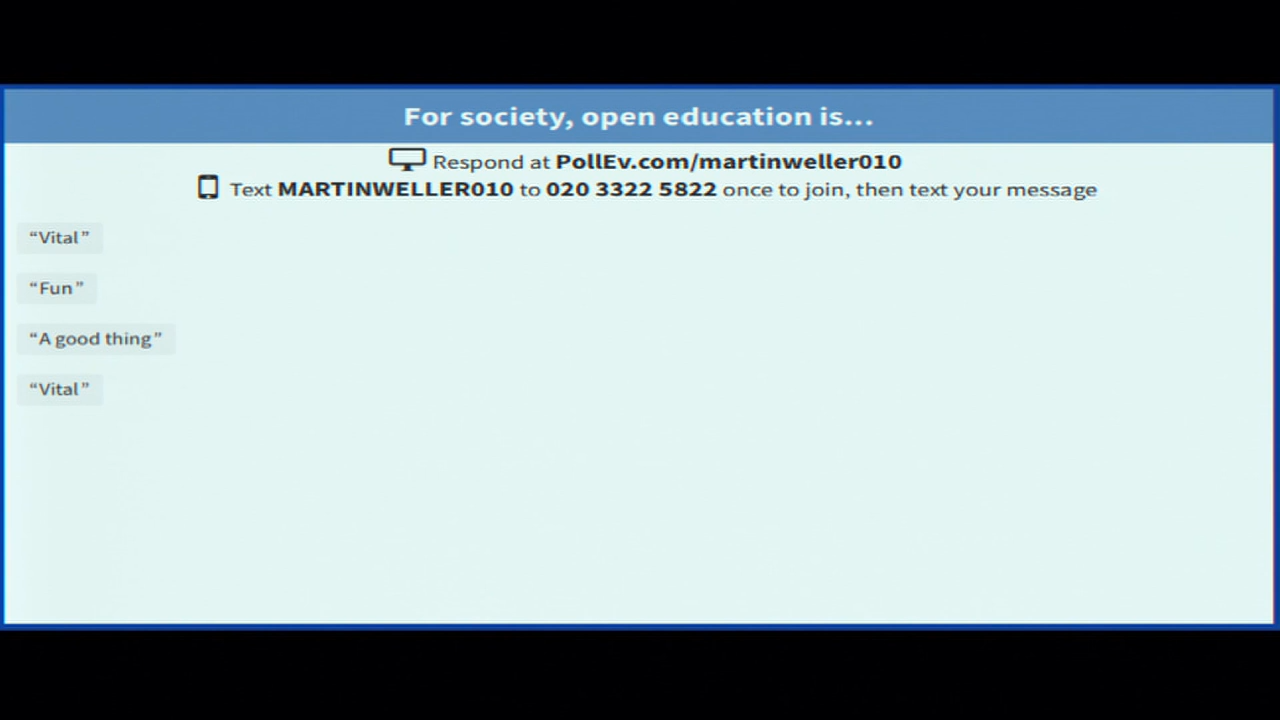 For society, open education is...
Respond at PollEv.com/martinweller010
Text MARTINWELLER010 to 020 3322 5822 once to join, then text your message
“Vital”
“Fun”
“A good thing”
“Vital”